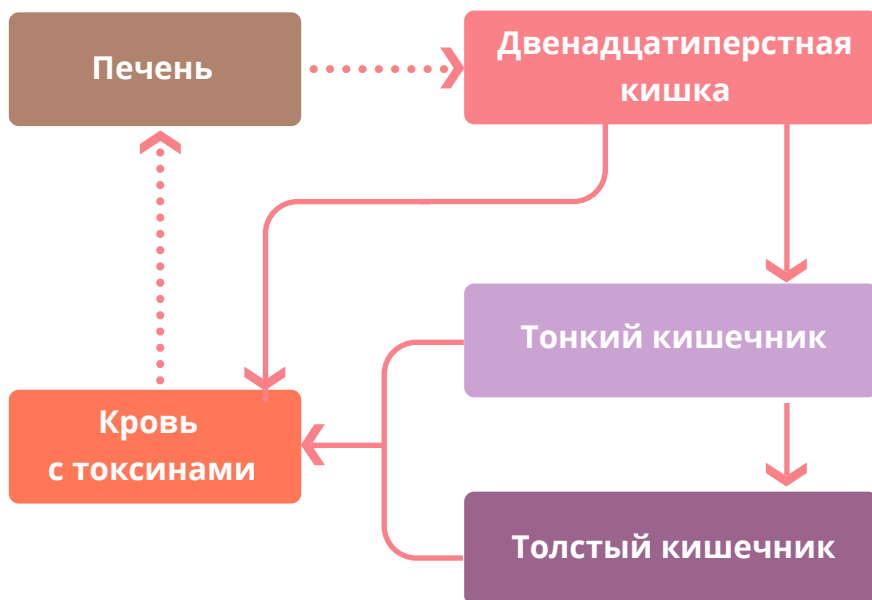 Печень
Двенадцатиперстная
кишка
Тонкий кишечник
Кровь
с токсинами
Толстый кишечник